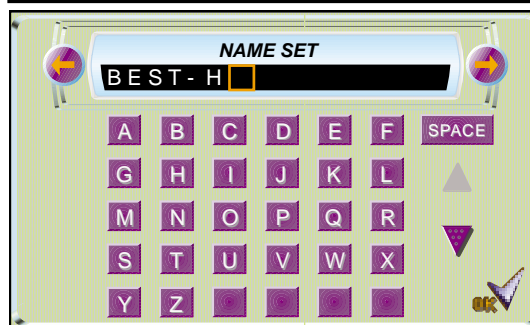 NAME SET
BEST-H
A B C D E F SPACE
G H I J K L
M N O P Q R
S T U V W X
Y Z
OK